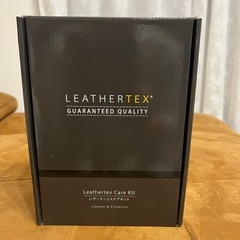 LEATHERTEX®
GUARANTEED QUALITY
Leathertex Care Kit
レザーテックスケアキット
Cleaner & Protector